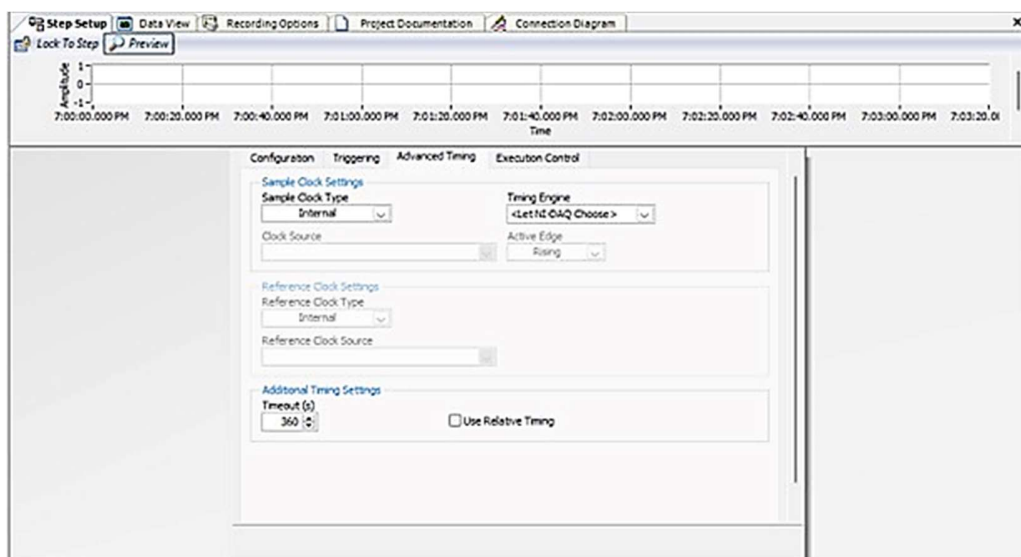 Step Setup Data View Recording Options Project Documentation Connection Diagram
Lock To Step Preview
Amplitude
1
0
-1
7:00:00.000 PM 7:00:20.000 PM 7:00:40.000 PM 7:01:00.000 PM 7:01:20.000 PM 7:01:40.000 PM 7:02:00.000 PM 7:02:20.000 PM 7:02:40.000 PM 7:03:00.000 PM 7:03:20.0(
Time
Configuration Triggering Advanced Timing Execution Control
Sample Clock Settings
Sample Clock Type Timing Engine
Internal <Let NI-DAQ Choose>
Clock Source Active Edge
Rising
Reference Clock Settings
Reference Clock Type
Internal
Reference Clock Source
Additional Timing Settings
Timeout (s)
360 Use Relative Timing